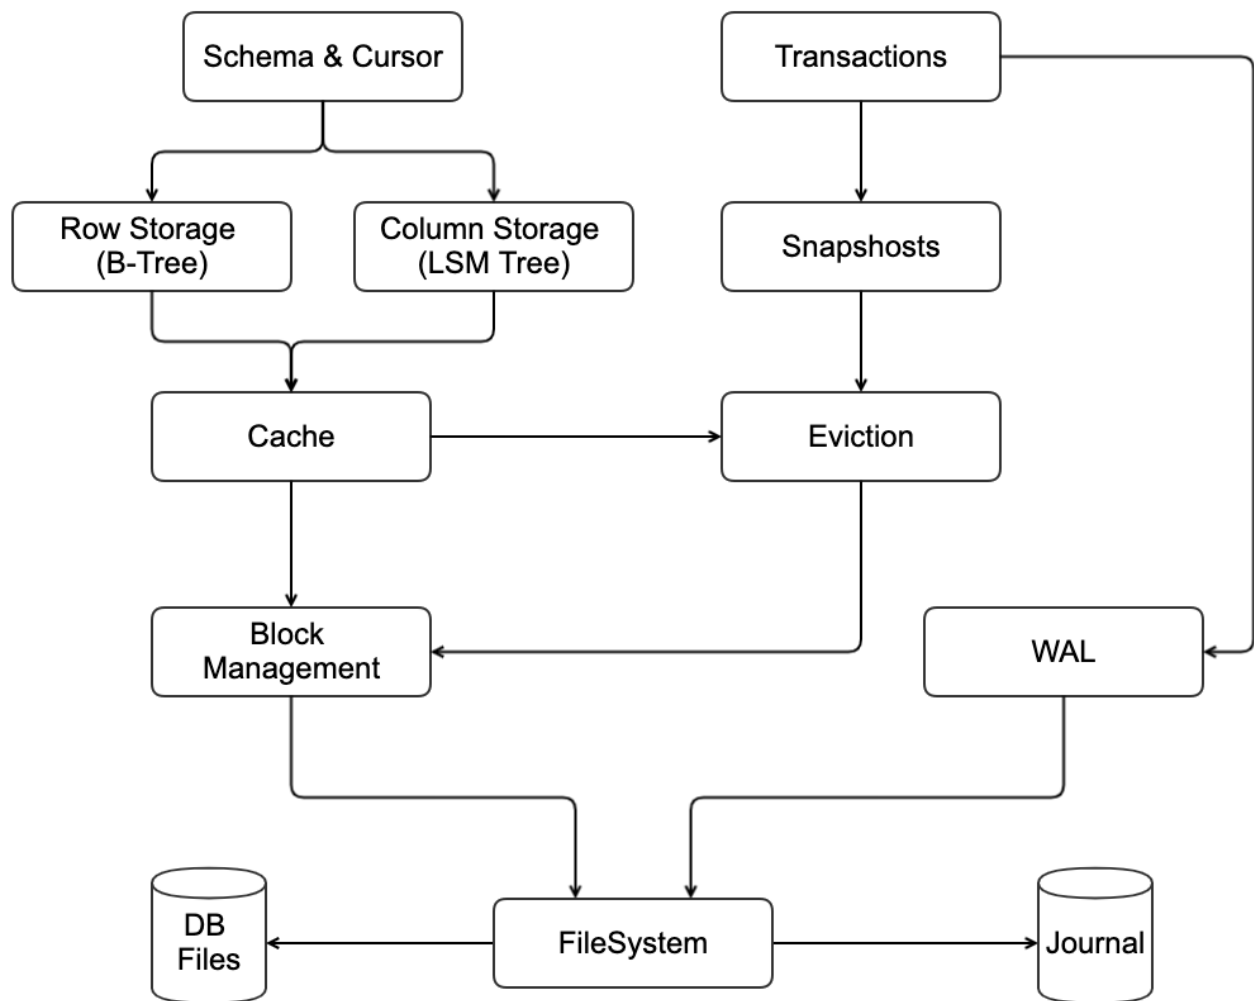 Schema & Cursor
Transactions
Row Storage
(B-Tree)
Column Storage
(LSM Tree)
Snapshosts
Cache
Eviction
Block
Management
WAL
DB
Files
FileSystem
Journal